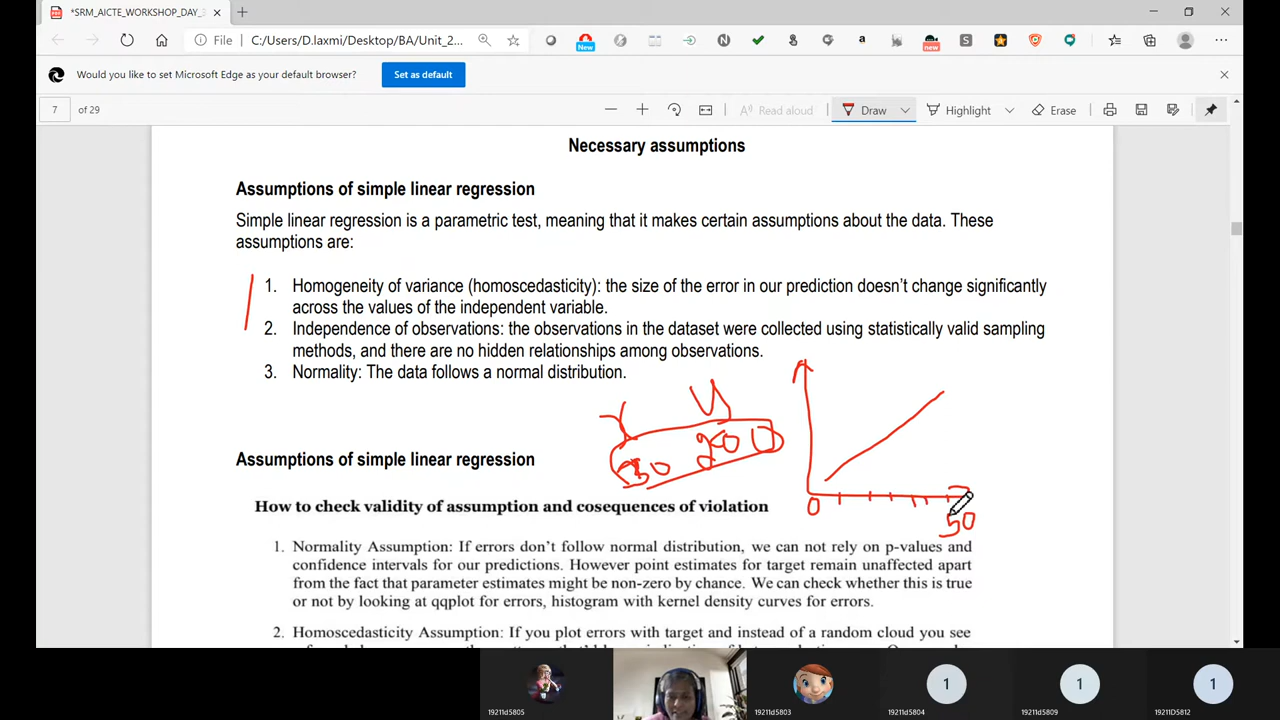 *SRM_AICTE_WORKSHOP_DAY_
File
C:/Users/D.laxmi/Desktop/BA/Unit_2...
New
new
Would you like to set Microsoft Edge as your default browser?
Set as default
7 of 29
Read aloud
Draw
Highlight
Erase
Necessary assumptions
Assumptions of simple linear regression
Simple linear regression is a parametric test, meaning that it makes certain assumptions about the data. These
assumptions are:
1. Homogeneity of variance (homoscedasticity): the size of the error in our prediction doesn't change significantly
across the values of the independent variable.
2. Independence of observations: the observations in the dataset were collected using statistically valid sampling
methods, and there are no hidden relationships among observations.
3. Normality: The data follows a normal distribution.
0
50
Assumptions of simple linear regression
How to check validity of assumption and cosequences of violation
1. Normality Assumption: If errors don't follow normal distribution, we can not rely on p-values and
confidence intervals for our predictions. However point estimates for target remain unaffected apart
from the fact that parameter estimates might be non-zero by chance. We can check whether this is true
or not by looking at qqplot for errors, histogram with kernel density curves for errors.
2. Homoscedasticity Assumption: If you plot errors with target and instead of a random cloud you see
19211d5805
19211d5803
1
19211d5804
1
19211d5809
1
19211D5812